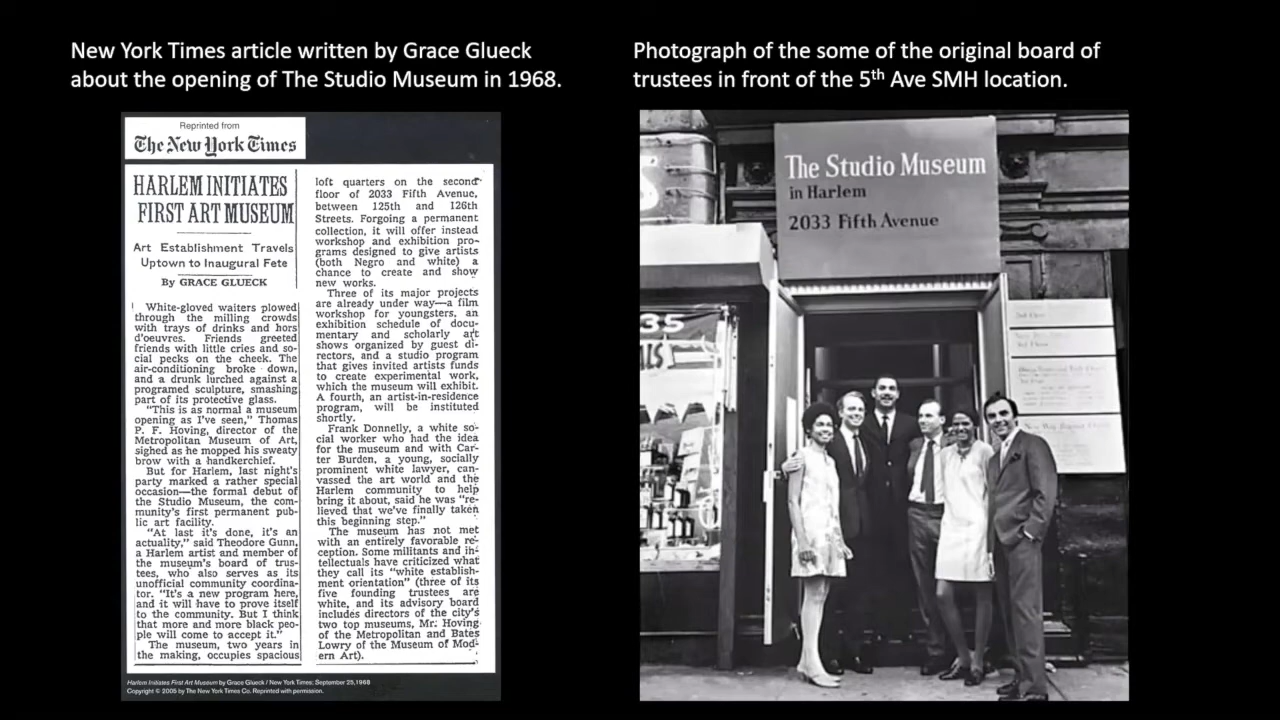 New York Times article written by Grace Glueck
about the opening of The Studio Museum in 1968.
Reprinted from
The New York Times
HARLEM INITIATES
FIRST ART MUSEUM
Art Establishment Travels
Uptown to Inaugural Fete
By GRACE GLUECK
White-gloved waiters plowed
through the milling crowds
with trays of drinks and hors
d'oeuvres. Friends greeted
friends with little cries and so-
cial pecks on the cheek. The
air-conditioning broke down,
and a drunk lurched against a
programed sculpture, smashing
part of its protective glass.
"This is as normal a museum
opening as I've seen," Thomas
P. F. Hoving, director of the
Metropolitan Museum of Art,
sighed as he mopped his sweaty
brow with a handkerchief.
But for Harlem, last night's
party marked a rather special
occasion—the formal debut of
the Studio Museum, the com-
munity's first permanent pub-
lic art facility.
"At last it's done, it's an
actuality," said Theodore Gunn,
a Harlem artist and member of
the museum's board of trus-
tees, who also serves as its
unofficial community coordina-
tor. "It's a new program here,
and it will have to prove itself
to the community. But I think
that more and more black peo-
ple will come to accept it."
The museum, two years in
the making, occupies spacious
loft quarters on the second
floor of 2033 Fifth Avenue,
between 125th and 126th
Streets. Forgoing a permanent
collection, it will offer instead
workshop and exhibition pro-
grams designed to give artists
(both Negro and white) a
chance to create and show
new works.
Three of its major projects
are already under way—a film
workshop for youngsters, an
exhibition schedule of docu-
mentary and scholarly art
shows organized by guest di-
rectors, and a studio program
that gives invited artists funds
to create experimental work,
which the museum will exhibit.
A fourth, an artist-in-residence
program, will be instituted
shortly.
Frank Donnelly, a white so-
cial worker who had the idea
for the museum and with Car-
ter Burden, a young, socially
prominent white lawyer, can-
vassed the art world and the
Harlem community to help
bring it about, said he was "re-
lieved that we've finally taken
this beginning step."
The museum has not met
with an entirely favorable re-
ception. Some militants and in-
tellectuals have criticized what
they call its "white establish-
ment orientation" (three of its
five founding trustees are
white, and its advisory board
includes directors of the city's
two top museums, Mr. Hoving
of the Metropolitan and Bates
Lowry of the Museum of Mod-
ern Art).
Harlem Initiates First Art Museum by Grace Glueck / New York Times; September 25,1968
Copyright © 2005 by The New York Times Co. Reprinted with permission.
Photograph of the some of the original board of
trustees in front of the 5th Ave SMH location.
The Studio Museum
in Harlem
2033 Fifth Avenue
35